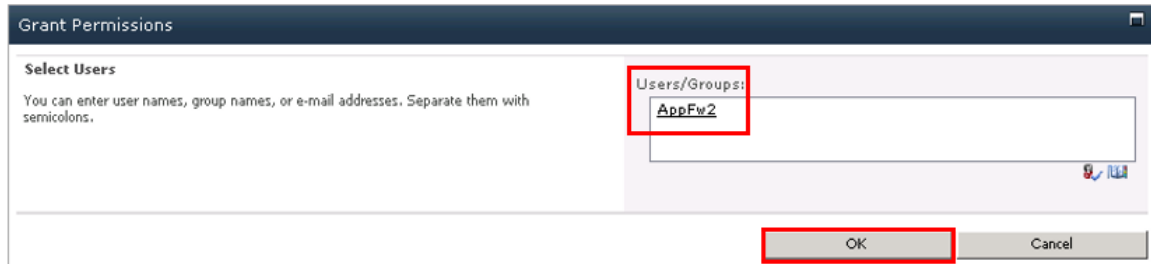 Grant Permissions
Select Users
You can enter user names, group names, or e-mail addresses. Separate them with
semicolons.
Users/Groups:
AppFw2
OK
Cancel